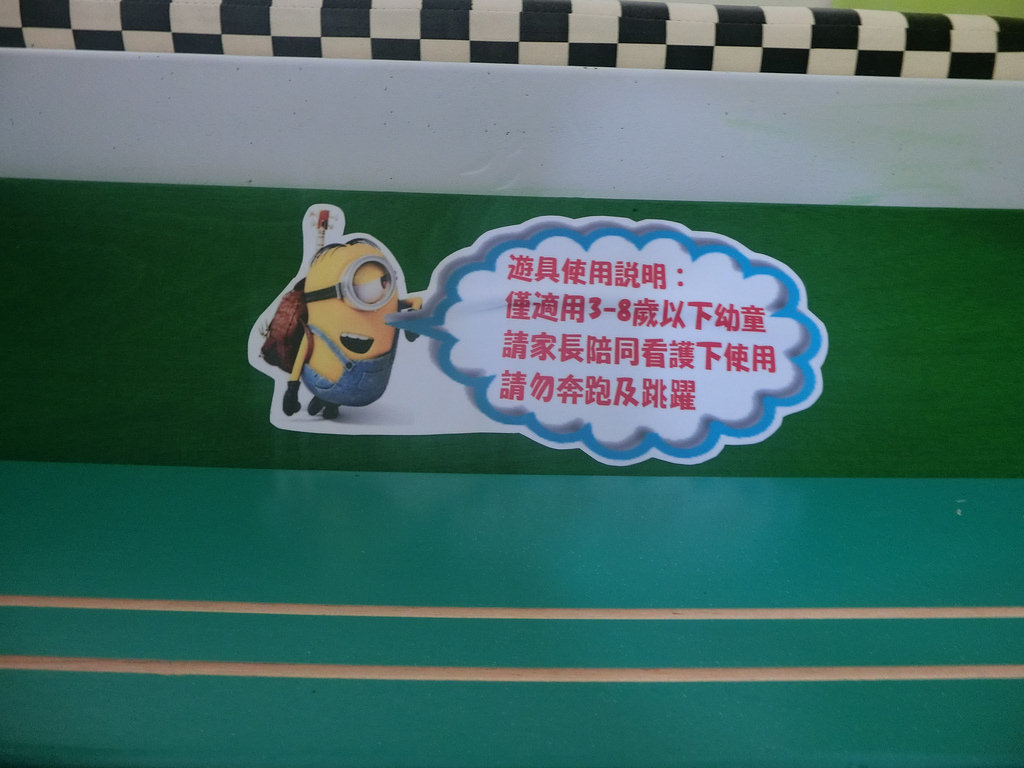 遊具使用説明：
僅適用3-8歲以下幼童
請家長陪同看護下使用
請勿奔跑及跳躍